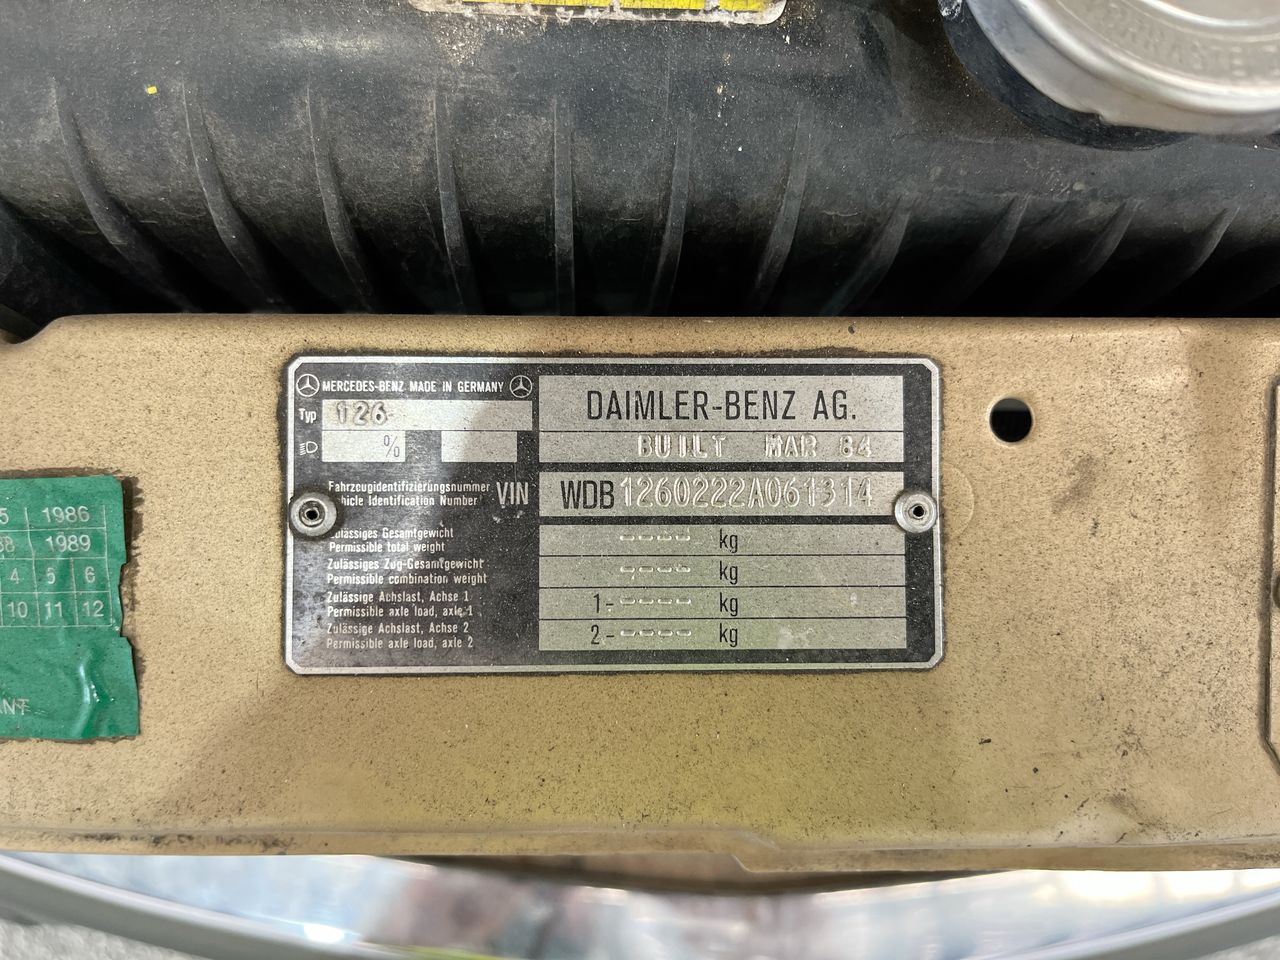 MERCEDES-BENZ MADE IN GERMANY
Typ 126-
%
DAIMLER-BENZ AG.
BUILT MAR 84
Fahrzeugidentifizierungsnummer
Vehicle Identification Number
VIN
WDB1260222A061314
Zulässiges Gesamtgewicht
Permissible total weight
---- kg
Zulässiges Zug-Gesamtgewicht
Permissible combination weight
---- kg
Zulässige Achslast, Achse 1
Permissible axle load, axle 1
1- ---- kg
Zulässige Achslast, Achse 2
Permissible axle load, axle 2
2- ---- kg
5 1986
88 1989
4 5 6
10 11 12
ANT